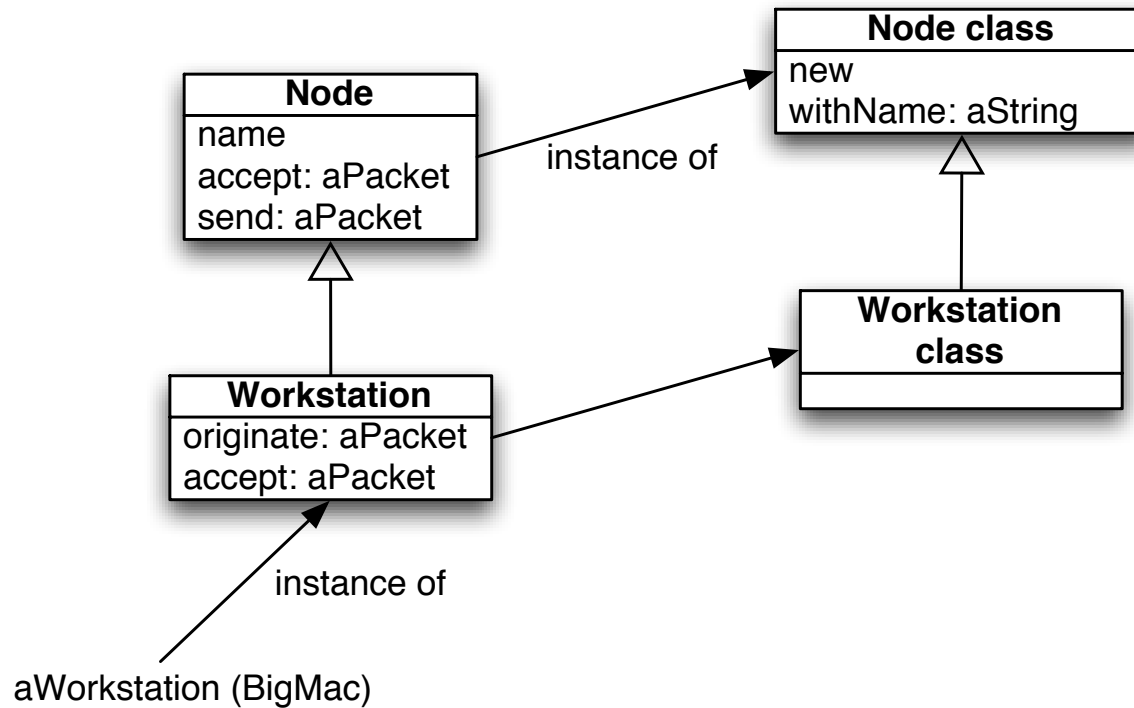 Node class
new
withName: aString
Node
name
accept: aPacket
send: aPacket
instance of
Workstation
class
Workstation
originate: aPacket
accept: aPacket
instance of
aWorkstation (BigMac)